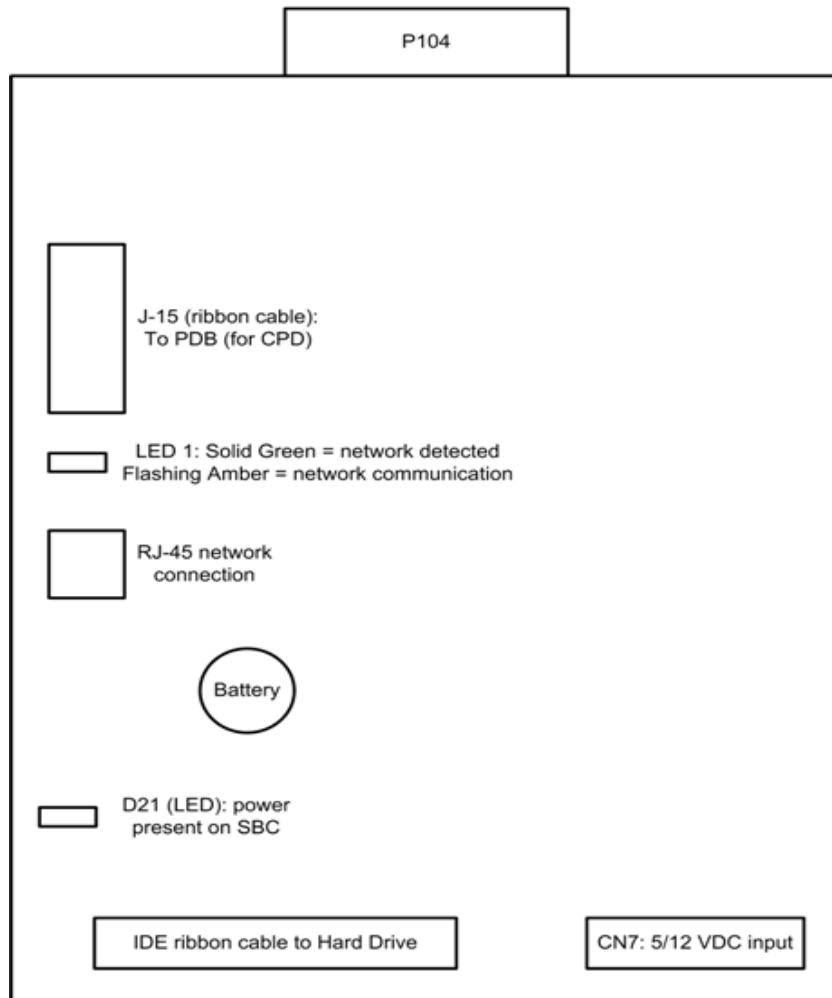 P104
J-15 (ribbon cable):
To PDB (for CPD)
LED 1: Solid Green = network detected
Flashing Amber = network communication
RJ-45 network
connection
Battery
D21 (LED): power
present on SBC
IDE ribbon cable to Hard Drive
CN7: 5/12 VDC input